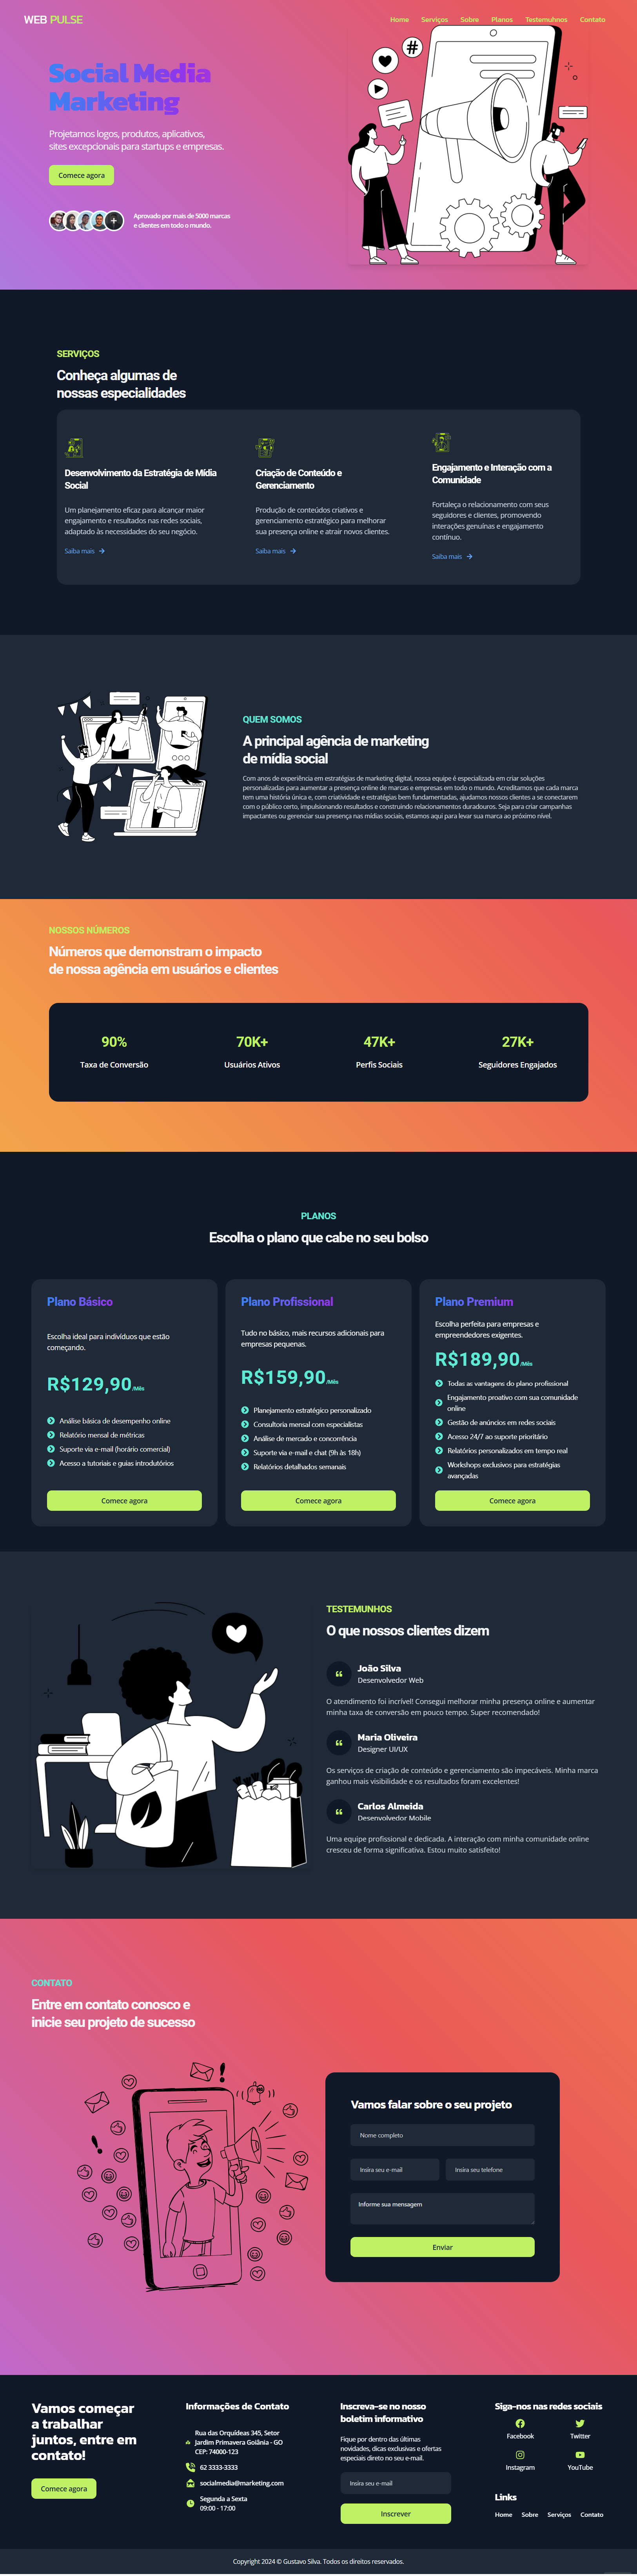 WEB PULSE
Home Serviços Sobre Planos Testemuhnos Contato
Social Media
Marketing
Projetamos logos, produtos, aplicativos,
sites excepcionais para startups e empresas.
Comece agora
Aprovado por mais de 5000 marcas
e clientes em todo o mundo.
SERVIÇOS
Conheça algumas de
nossas especialidades
Desenvolvimento da Estratégia de Mídia
Social
Um planejamento eficaz para alcançar maior
engajamento e resultados nas redes sociais,
adaptado às necessidades do seu negócio.
Saiba mais
Criação de Conteúdo e
Gerenciamento
Produção de conteúdos criativos e
gerenciamento estratégico para melhorar
sua presença online e atrair novos clientes.
Saiba mais
Engajamento e Interação com a
Comunidade
Fortaleça o relacionamento com seus
seguidores e clientes, promovendo
interações genuínas e engajamento
contínuo.
Saiba mais
QUEM SOMOS
A principal agência de marketing
de mídia social
Com anos de experiência em estratégias de marketing digital, nossa equipe é especializada em criar soluções
personalizadas para aumentar a presença online de marcas e empresas em todo o mundo. Acreditamos que cada marca
tem uma história única e, com criatividade e estratégias bem fundamentadas, ajudamos nossos clientes a se conectarem
com o público certo, impulsionando resultados e construindo relacionamentos duradouros. Seja para criar campanhas
impactantes ou gerenciar sua presença nas mídias sociais, estamos aqui para levar sua marca ao próximo nível.
NOSSOS NÚMEROS
Números que demonstram o impacto
de nossa agência em usuários e clientes
90%
Taxa de Conversão
70K+
Usuários Ativos
47K+
Perfis Sociais
27K+
Seguidores Engajados
PLANOS
Escolha o plano que cabe no seu bolso
Plano Básico
Escolha ideal para indivíduos que estão
começando.
R$129,90/Mês
Análise básica de desempenho online
Relatório mensal de métricas
Suporte via e-mail (horário comercial)
Acesso a tutoriais e guias introdutórios
Comece agora
Plano Profissional
Tudo no básico, mais recursos adicionais para
empresas pequenas.
R$159,90/Mês
Planejamento estratégico personalizado
Consultoria mensal com especialistas
Análise de mercado e concorrência
Suporte via e-mail e chat (9h às 18h)
Relatórios detalhados semanais
Comece agora
Plano Premium
Escolha perfeita para empresas e
empreendedores exigentes.
R$189,90/Mês
Todas as vantagens do plano profissional
Engajamento proativo com sua comunidade
online
Gestão de anúncios em redes sociais
Acesso 24/7 ao suporte prioritário
Relatórios personalizados em tempo real
Workshops exclusivos para estratégias
avançadas
Comece agora
TESTEMUNHOS
O que nossos clientes dizem
João Silva
Desenvolvedor Web
O atendimento foi incrível! Consegui melhorar minha presença online e aumentar
minha taxa de conversão em pouco tempo. Super recomendado!
Maria Oliveira
Designer UI/UX
Os serviços de criação de conteúdo e gerenciamento são impecáveis. Minha marca
ganhou mais visibilidade e os resultados foram excelentes!
Carlos Almeida
Desenvolvedor Mobile
Uma equipe profissional e dedicada. A interação com minha comunidade online
cresceu de forma significativa. Estou muito satisfeito!
CONTATO
Entre em contato conosco e
inicie seu projeto de sucesso
Vamos falar sobre o seu projeto
Nome completo
Insira seu e-mail
Insira seu telefone
Informe sua mensagem
Enviar
Vamos começar
a trabalhar
juntos, entre em
contato!
Comece agora
Informações de Contato
Rua das Orquídeas 345, Setor
Jardim Primavera Goiânia - GO
CEP: 74000-123
62 3333-3333
socialmedia@marketing.com
Segunda a Sexta
09:00 - 17:00
Inscreva-se no nosso
boletim informativo
Fique por dentro das últimas
novidades, dicas exclusivas e ofertas
especiais direto no seu e-mail.
Insira seu e-mail
Inscrever
Siga-nos nas redes sociais
Facebook
Twitter
Instagram
YouTube
Links
Home Sobre Serviços Contato
Copyright 2024 © Gustavo Silva. Todos os direitos reservados.